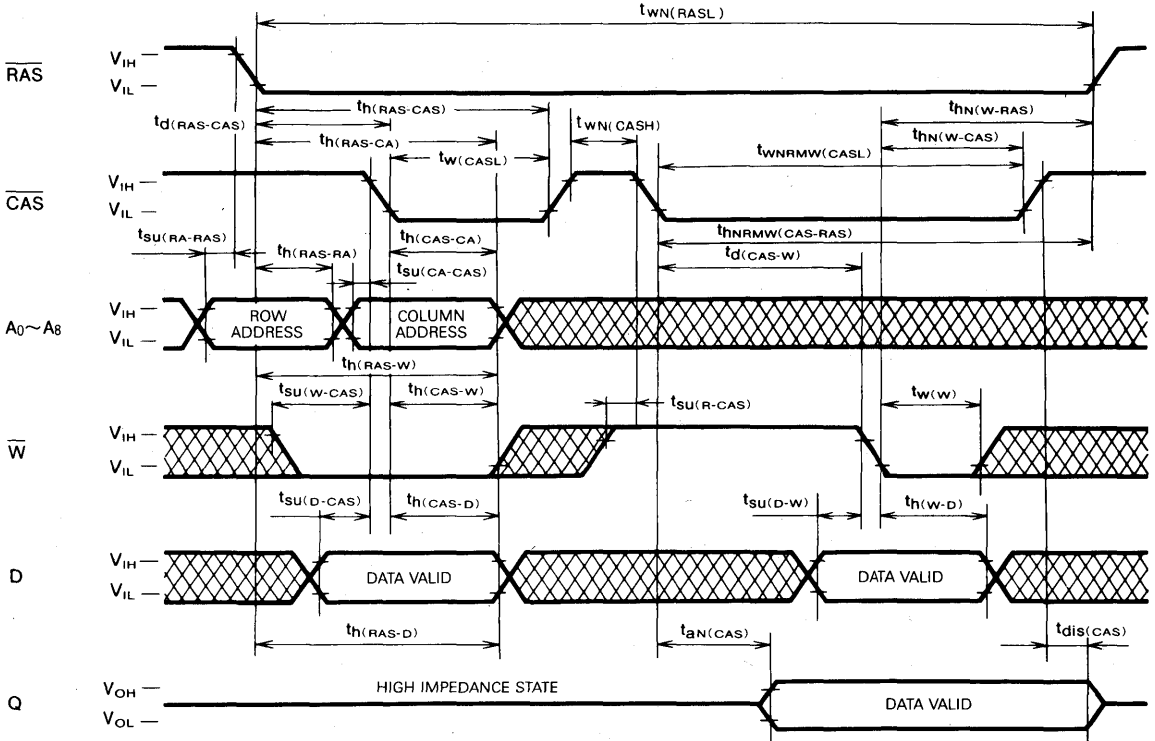 tWN(RASL)
RAS
VIH
VIL
th(RAS-CAS)
td(RAS-CAS)
th(RAS-CA)
tWN(CASH)
thN(W-RAS)
thN(W-CAS)
tW(CASL)
tWNRMW(CASL)
CAS
VIH
VIL
tsu(RA-RAS)
th(RAS-RA)
th(CAS-CA)
tsu(CA-CAS)
thNRMW(CAS-RAS)
td(CAS-W)
A0~A8
VIH
VIL
ROW ADDRESS
COLUMN ADDRESS
th(RAS-W)
tsu(W-CAS)
th(CAS-W)
tsu(R-CAS)
tw(W)
W
VIH
VIL
tsu(D-CAS)
th(CAS-D)
tsu(D-W)
th(W-D)
D
VIH
VIL
DATA VALID
DATA VALID
th(RAS-D)
taN(CAS)
tdis(CAS)
Q
VOH
VOL
HIGH IMPEDANCE STATE
DATA VALID